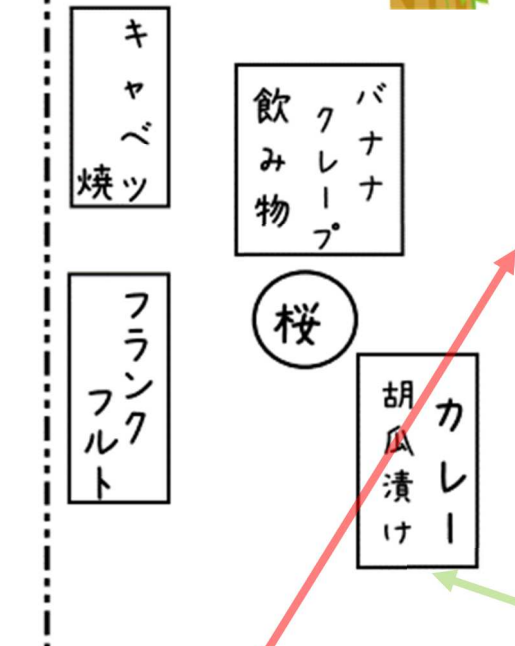 キャベツ
焼
バナナ
クレープ
飲み物
フランク
フルト
桜
カレー
胡瓜漬け